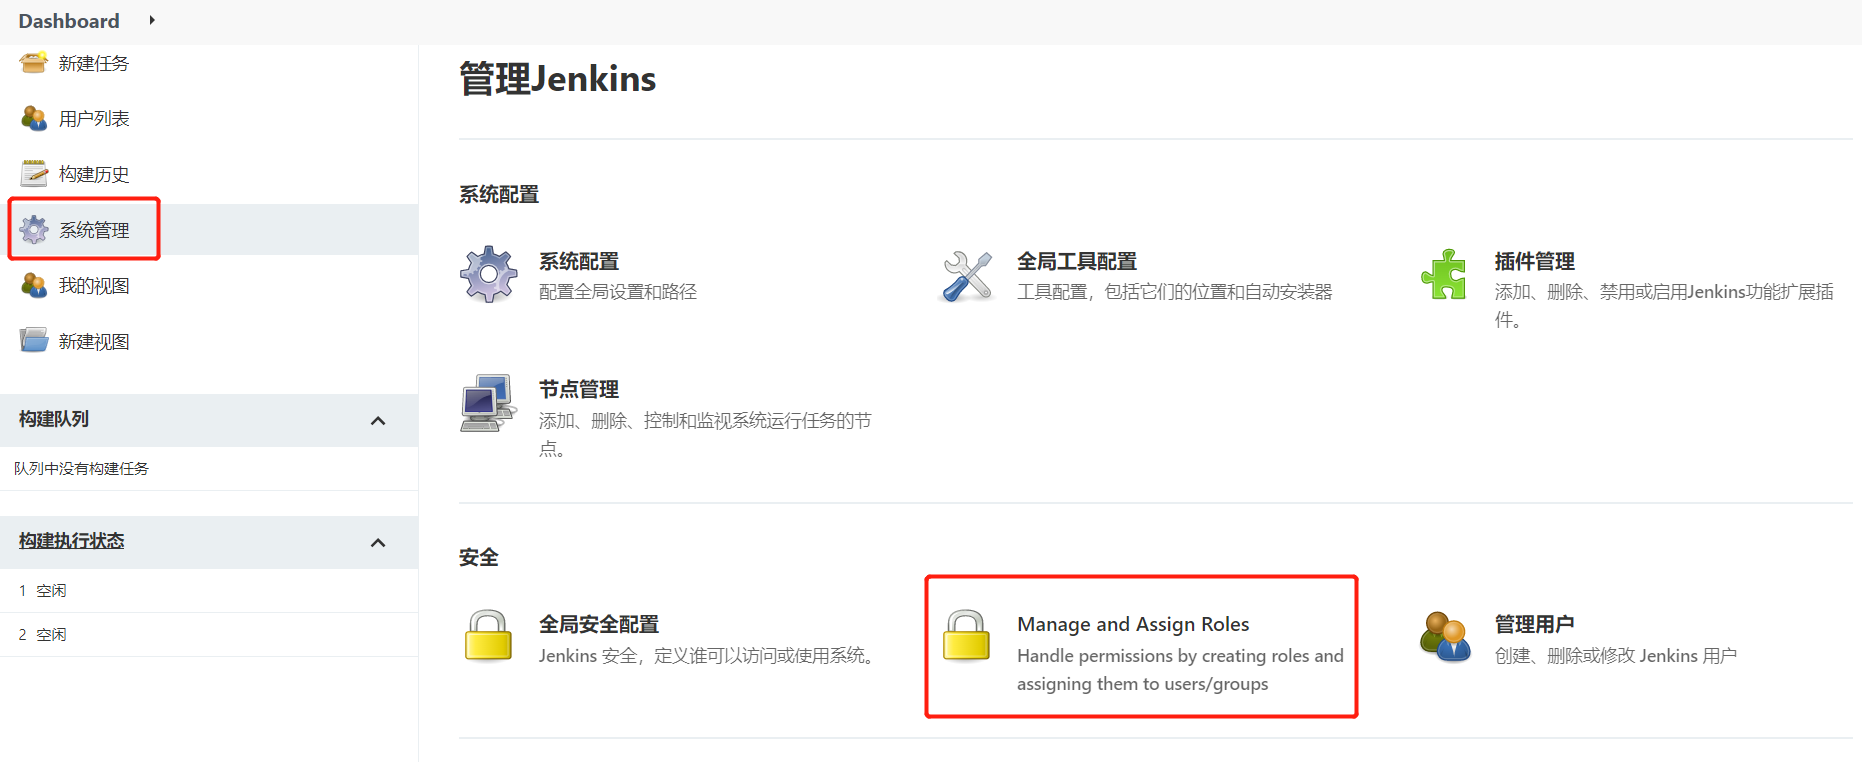 Dashboard
新建任务
用户列表
构建历史
系统管理
我的视图
新建视图
构建队列
队列中没有构建任务
构建执行状态
1 空闲
2 空闲
管理Jenkins
系统配置
系统配置
配置全局设置和路径
全局工具配置
工具配置，包括它们的位置和自动安装器
插件管理
添加、删除、禁用或启用Jenkins功能扩展插
件。
节点管理
添加、删除、控制和监视系统运行任务的节
点。
安全
全局安全配置
Jenkins 安全，定义谁可以访问或使用系统。
Manage and Assign Roles
Handle permissions by creating roles and
assigning them to users/groups
管理用户
创建、删除或修改 Jenkins 用户